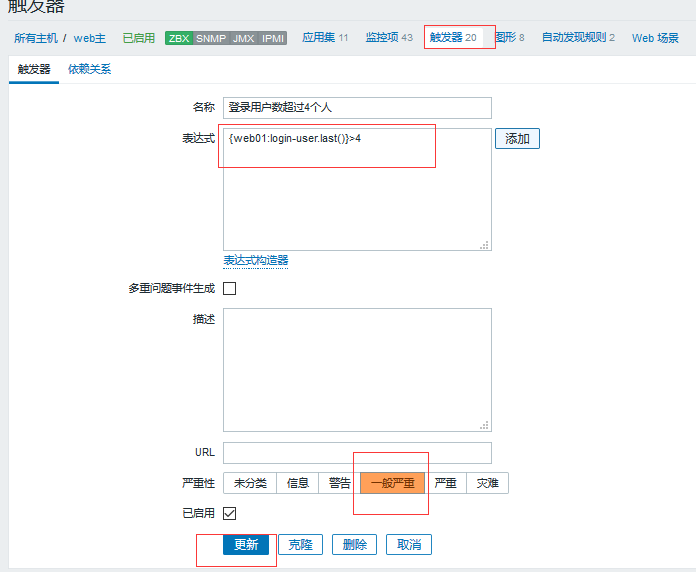 触发器
所有主机 / web主 已启用 ZBX SNMP JMX IPMI 应用集 11 监控项 43 触发器 20 图形 8 自动发现规则 2 Web 场景
触发器 依赖关系
名称 登录用户数超过4个人
表达式 {web01:login-user.last()}>4 添加
表达式构造器
多重问题事件生成
描述
URL
严重性 未分类 信息 警告 一般严重 严重 灾难
已启用
更新 克隆 删除 取消